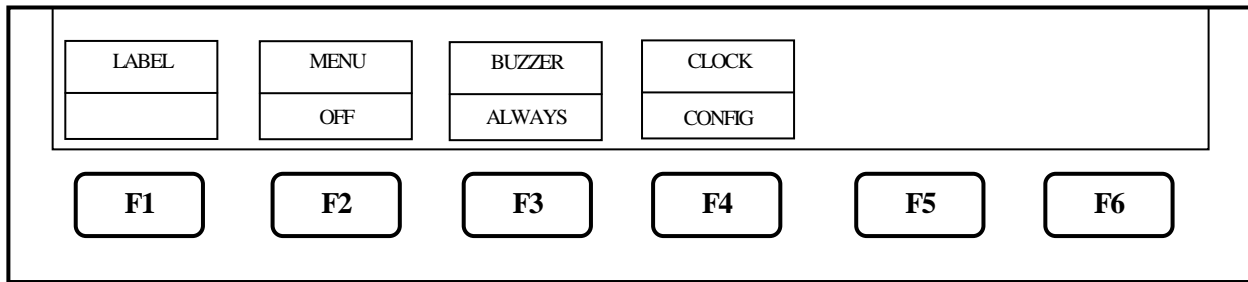 LABEL MENU BUZZER CLOCK
OFF ALWAYS CONFIG
F1 F2 F3 F4 F5 F6